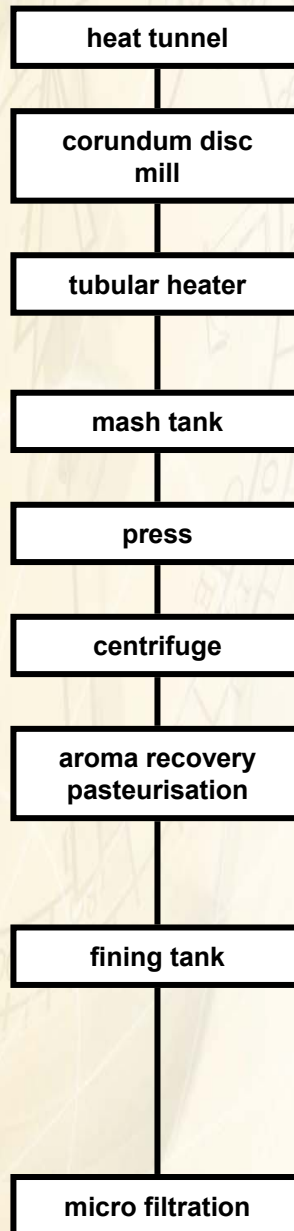 heat tunnel
corundum disc
mill
tubular heater
mash tank
press
centrifuge
aroma recovery
pasteurisation
fining tank
micro filtration